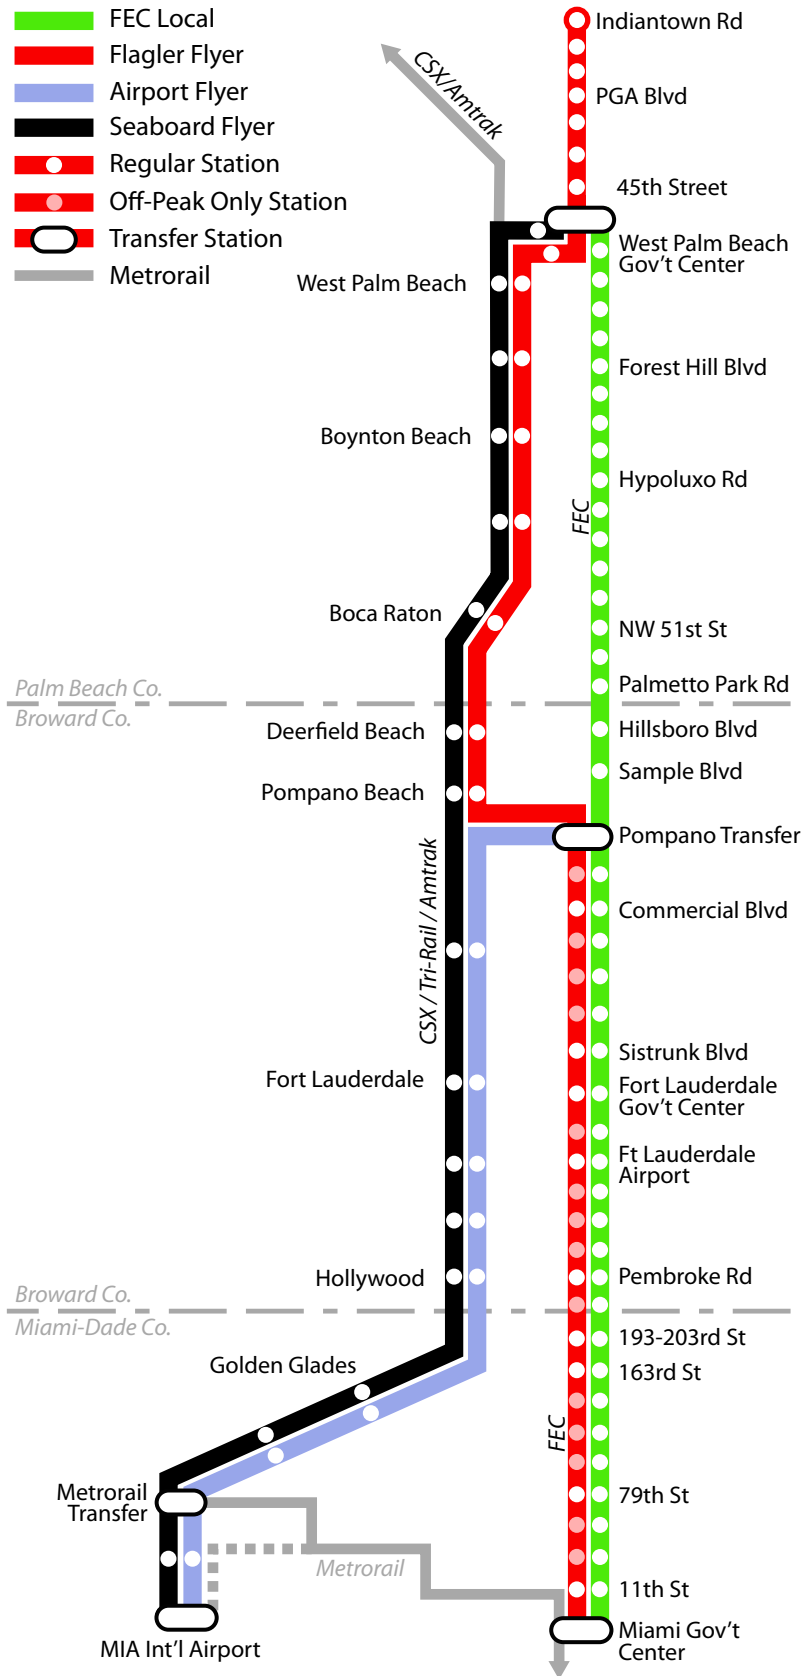 FEC Local
Flagler Flyer
Airport Flyer
Seaboard Flyer
Regular Station
Off-Peak Only Station
Transfer Station
Metrorail
CSX/Amtrak
Indiantown Rd
PGA Blvd
45th Street
West Palm Beach
Gov't Center
West Palm Beach
Forest Hill Blvd
Boynton Beach
Hypoluxo Rd
FEC
Boca Raton
NW 51st St
Palmetto Park Rd
Palm Beach Co.
Broward Co.
Deerfield Beach
Hillsboro Blvd
Pompano Beach
Sample Blvd
Pompano Transfer
CSX / Tri-Rail / Amtrak
Commercial Blvd
Sistrunk Blvd
Fort Lauderdale
Fort Lauderdale
Gov't Center
Ft Lauderdale
Airport
Hollywood
Pembroke Rd
Broward Co.
Miami-Dade Co.
193-203rd St
Golden Glades
163rd St
FEC
Metrorail
Transfer
79th St
Metrorail
11th St
MIA Int'l Airport
Miami Gov't
Center